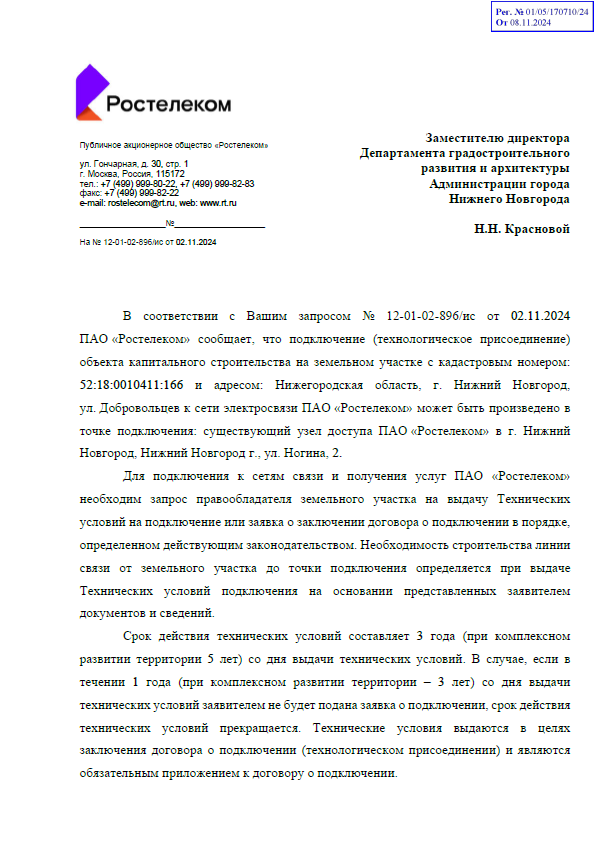 Рег. № 01/05/170710/24
От 08.11.2024
Ростелеком
Публичное акционерное общество «Ростелеком»
ул. Гончарная, д. 30, стр. 1
г. Москва, Россия, 115172
тел.: +7 (499) 999-80-22, +7 (499) 999-82-83
факс: +7 (499) 999-82-22
e-mail: rostelecom@rt.ru, web: www.rt.ru
____________________№_____________________
На № 12-01-02-896/ис от 02.11.2024
Заместителю директора
Департамента градостроительного
развития и архитектуры
Администрации города
Нижнего Новгорода
Н.Н. Красновой
В соответствии с Вашим запросом № 12-01-02-896/ис от 02.11.2024
ПАО «Ростелеком» сообщает, что подключение (технологическое присоединение)
объекта капитального строительства на земельном участке с кадастровым номером:
52:18:0010411:166 и адресом: Нижегородская область, г. Нижний Новгород,
ул. Добровольцев к сети электросвязи ПАО «Ростелеком» может быть произведено в
точке подключения: существующий узел доступа ПАО «Ростелеком» в г. Нижний
Новгород, Нижний Новгород г., ул. Ногина, 2.
Для подключения к сетям связи и получения услуг ПАО «Ростелеком»
необходим запрос правообладателя земельного участка на выдачу Технических
условий на подключение или заявка о заключении договора о подключении в порядке,
определенном действующим законодательством. Необходимость строительства линии
связи от земельного участка до точки подключения определяется при выдаче
Технических условий подключения на основании представленных заявителем
документов и сведений.
Срок действия технических условий составляет 3 года (при комплексном
развитии территории 5 лет) со дня выдачи технических условий. В случае, если в
течении 1 года (при комплексном развитии территории – 3 лет) со дня выдачи
технических условий заявителем не будет подана заявка о подключении, срок действия
технических условий прекращается. Технические условия выдаются в целях
заключения договора о подключении (технологическом присоединении) и являются
обязательным приложением к договору о подключении.